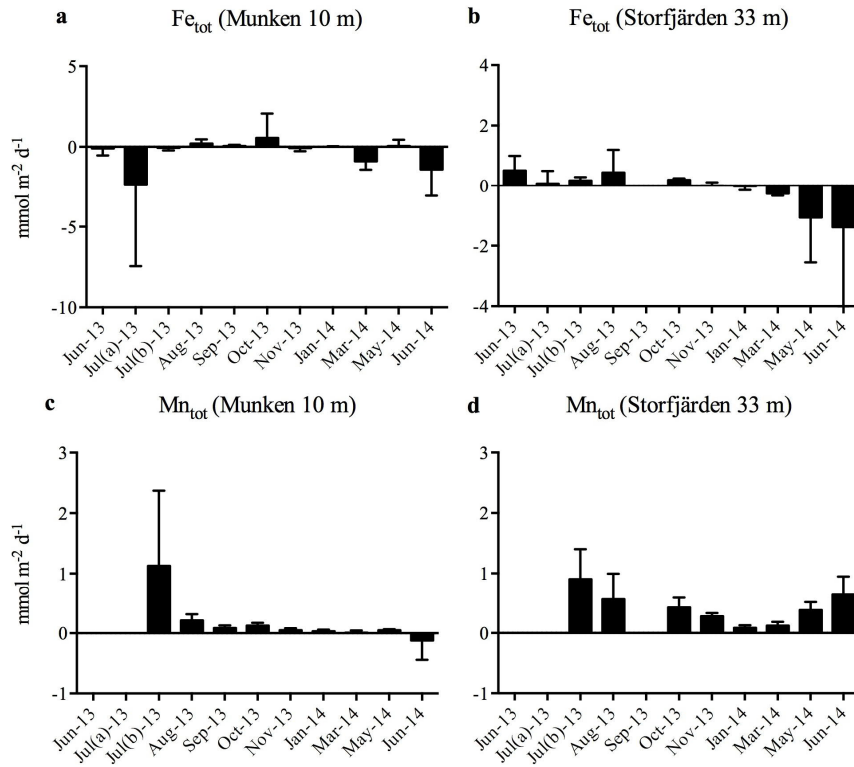 a Fe_tot (Munken 10 m)
mmol m⁻² d⁻¹
5
0
-5
-10
Jun-13
Jul(a)-13
Jul(b)-13
Aug-13
Sep-13
Oct-13
Nov-13
Jan-14
Mar-14
May-14
Jun-14
b Fe_tot (Storfjärden 33 m)
4
2
0
-2
-4
Jun-13
Jul(a)-13
Jul(b)-13
Aug-13
Sep-13
Oct-13
Nov-13
Jan-14
Mar-14
May-14
Jun-14
c Mn_tot (Munken 10 m)
mmol m⁻² d⁻¹
3
2
1
0
-1
Jun-13
Jul(a)-13
Jul(b)-13
Aug-13
Sep-13
Oct-13
Nov-13
Jan-14
Mar-14
May-14
Jun-14
d Mn_tot (Storfjärden 33 m)
3
2
1
0
-1
Jun-13
Jul(a)-13
Jul(b)-13
Aug-13
Sep-13
Oct-13
Nov-13
Jan-14
Mar-14
May-14
Jun-14